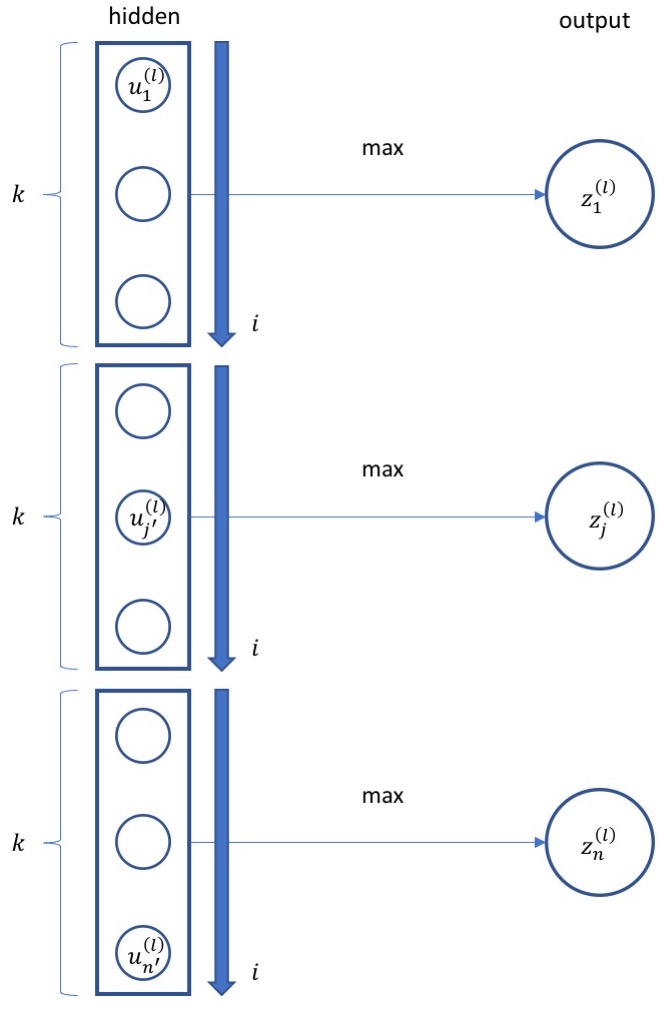 hidden
output
u_1^{(l)}
max
k
z_1^{(l)}
i
max
k
u_{j'}^{(l)}
z_j^{(l)}
i
max
k
z_n^{(l)}
u_{n'}^{(l)}
i